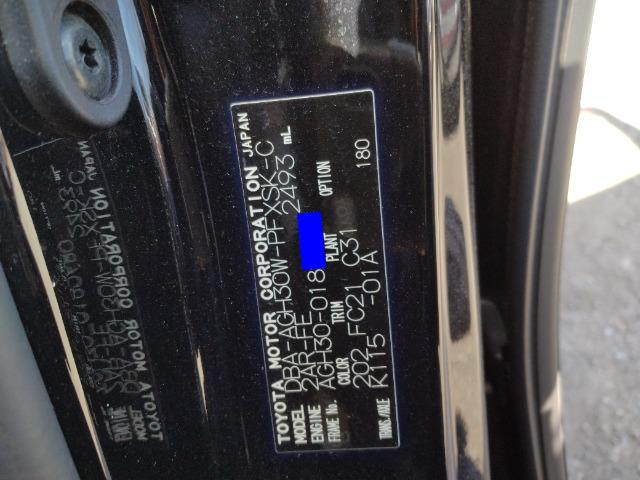 TOYOTA MOTOR CORPORATION JAPAN
MODEL DBA-AGH30W-PFXSK-C
ENGINE 2AR-FE 2493 mL
FRAME No. AGH30-018
COLOR TRIM PLANT OPTION
202 FC21 C31 180
TRANS./AXLE K115 -01A